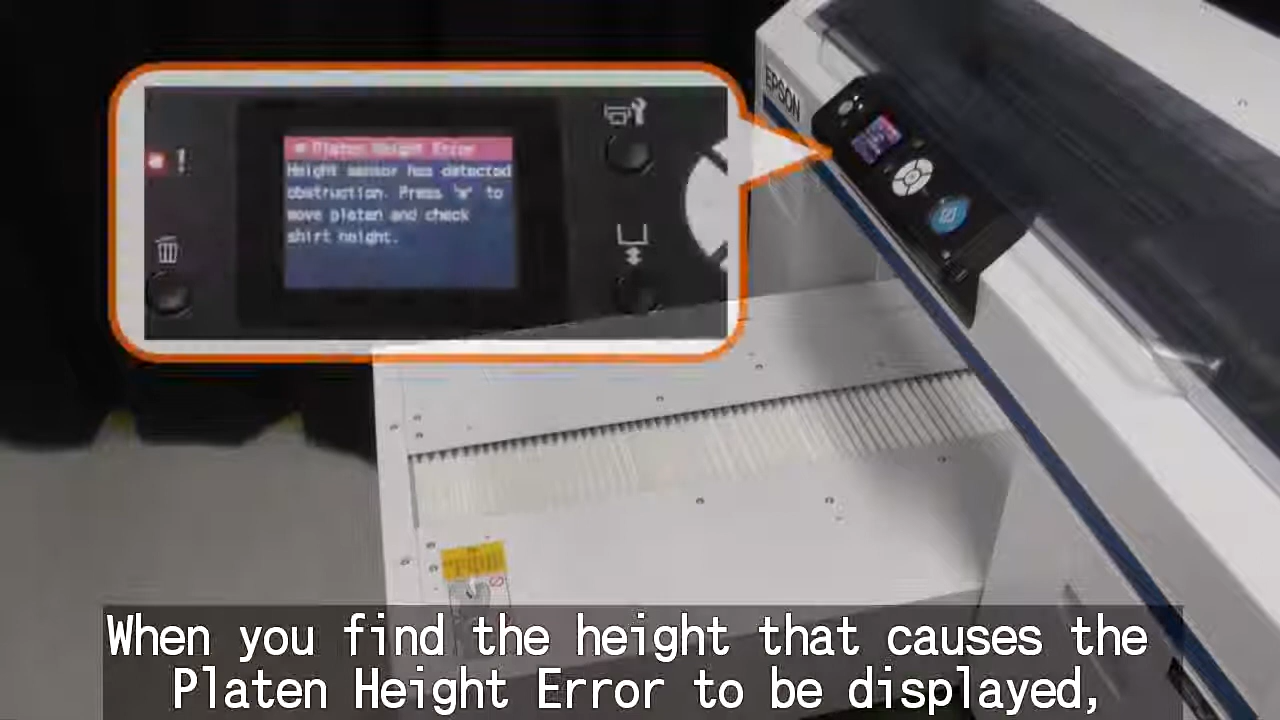 EPSON
Platen Height Error
Height sensor has detected
obstruction. Press
to
move platen and check
shirt height.
When you find the height that causes the
Platen Height Error to be displayed,